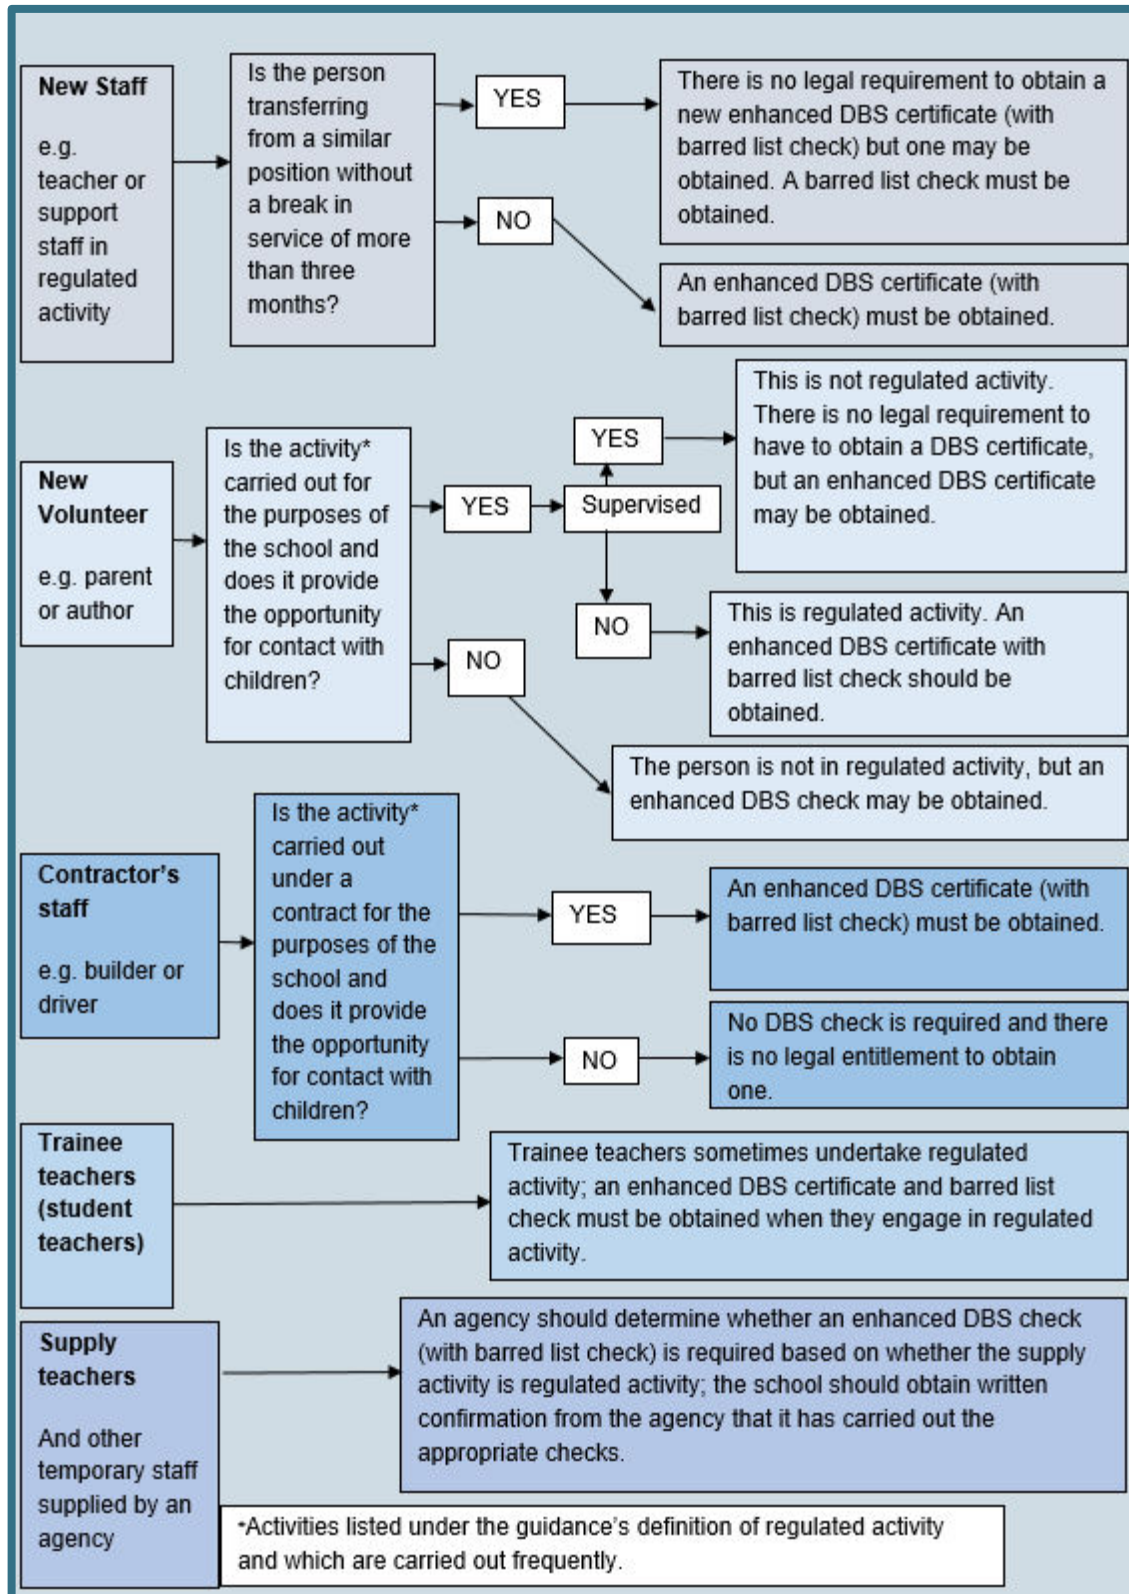 New Staff
e.g.
teacher or
support
staff in
regulated
activity
Is the person
transferring
from a similar
position without
a break in
service of more
than three
months?
YES
There is no legal requirement to obtain a
new enhanced DBS certificate (with
barred list check) but one may be
obtained. A barred list check must be
obtained.
NO
An enhanced DBS certificate (with
barred list check) must be obtained.
New
Volunteer
e.g. parent
or author
Is the activity*
carried out for
the purposes of
the school and
does it provide
the opportunity
for contact with
children?
YES
Supervised
YES
This is not regulated activity.
There is no legal requirement to
have to obtain a DBS certificate,
but an enhanced DBS certificate
may be obtained.
NO
This is regulated activity. An
enhanced DBS certificate with
barred list check should be
obtained.
NO
The person is not in regulated activity, but an
enhanced DBS check may be obtained.
Contractor's
staff
e.g. builder or
driver
Is the activity*
carried out
under a
contract for the
purposes of the
school and
does it provide
the opportunity
for contact with
children?
YES
An enhanced DBS certificate (with
barred list check) must be obtained.
NO
No DBS check is required and there
is no legal entitlement to obtain
one.
Trainee
teachers
(student
teachers)
Trainee teachers sometimes undertake regulated
activity; an enhanced DBS certificate and barred list
check must be obtained when they engage in regulated
activity.
Supply
teachers
And other
temporary staff
supplied by an
agency
An agency should determine whether an enhanced DBS check
(with barred list check) is required based on whether the supply
activity is regulated activity; the school should obtain written
confirmation from the agency that it has carried out the
appropriate checks.
*Activities listed under the guidance's definition of regulated activity
and which are carried out frequently.